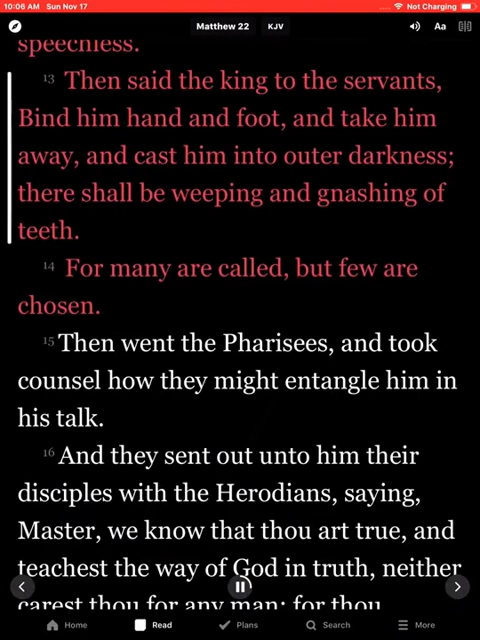 10:06 AM Sun Nov 17 Not Charging
Matthew 22 KJV Aa
speechless.
13 Then said the king to the servants,
Bind him hand and foot, and take him
away, and cast him into outer darkness;
there shall be weeping and gnashing of
teeth.
14 For many are called, but few are
chosen.
15 Then went the Pharisees, and took
counsel how they might entangle him in
his talk.
16 And they sent out unto him their
disciples with the Herodians, saying,
Master, we know that thou art true, and
teachest the way of God in truth, neither
carest thou for any man: for thou
Home Read Plans Search More